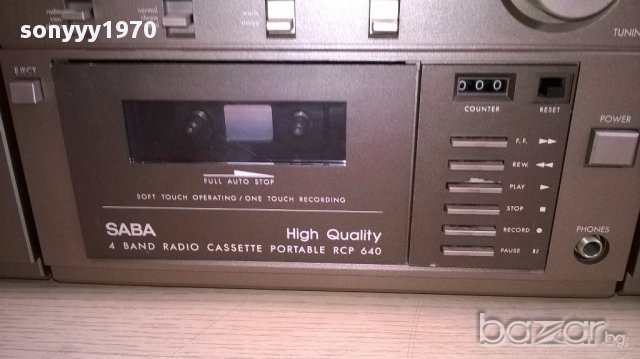 sonyyy1970
TUNIN
EJECT
000
COUNTER
RESET
POWER
F.F.
REW.
PLAY
STOP
RECORD
PAUSE
PHONES
FULL AUTO STOP
SOFT TOUCH OPERATING / ONE TOUCH RECORDING
SABA
High Quality
4 BAND RADIO CASSETTE PORTABLE RCP 640
bazar.bg